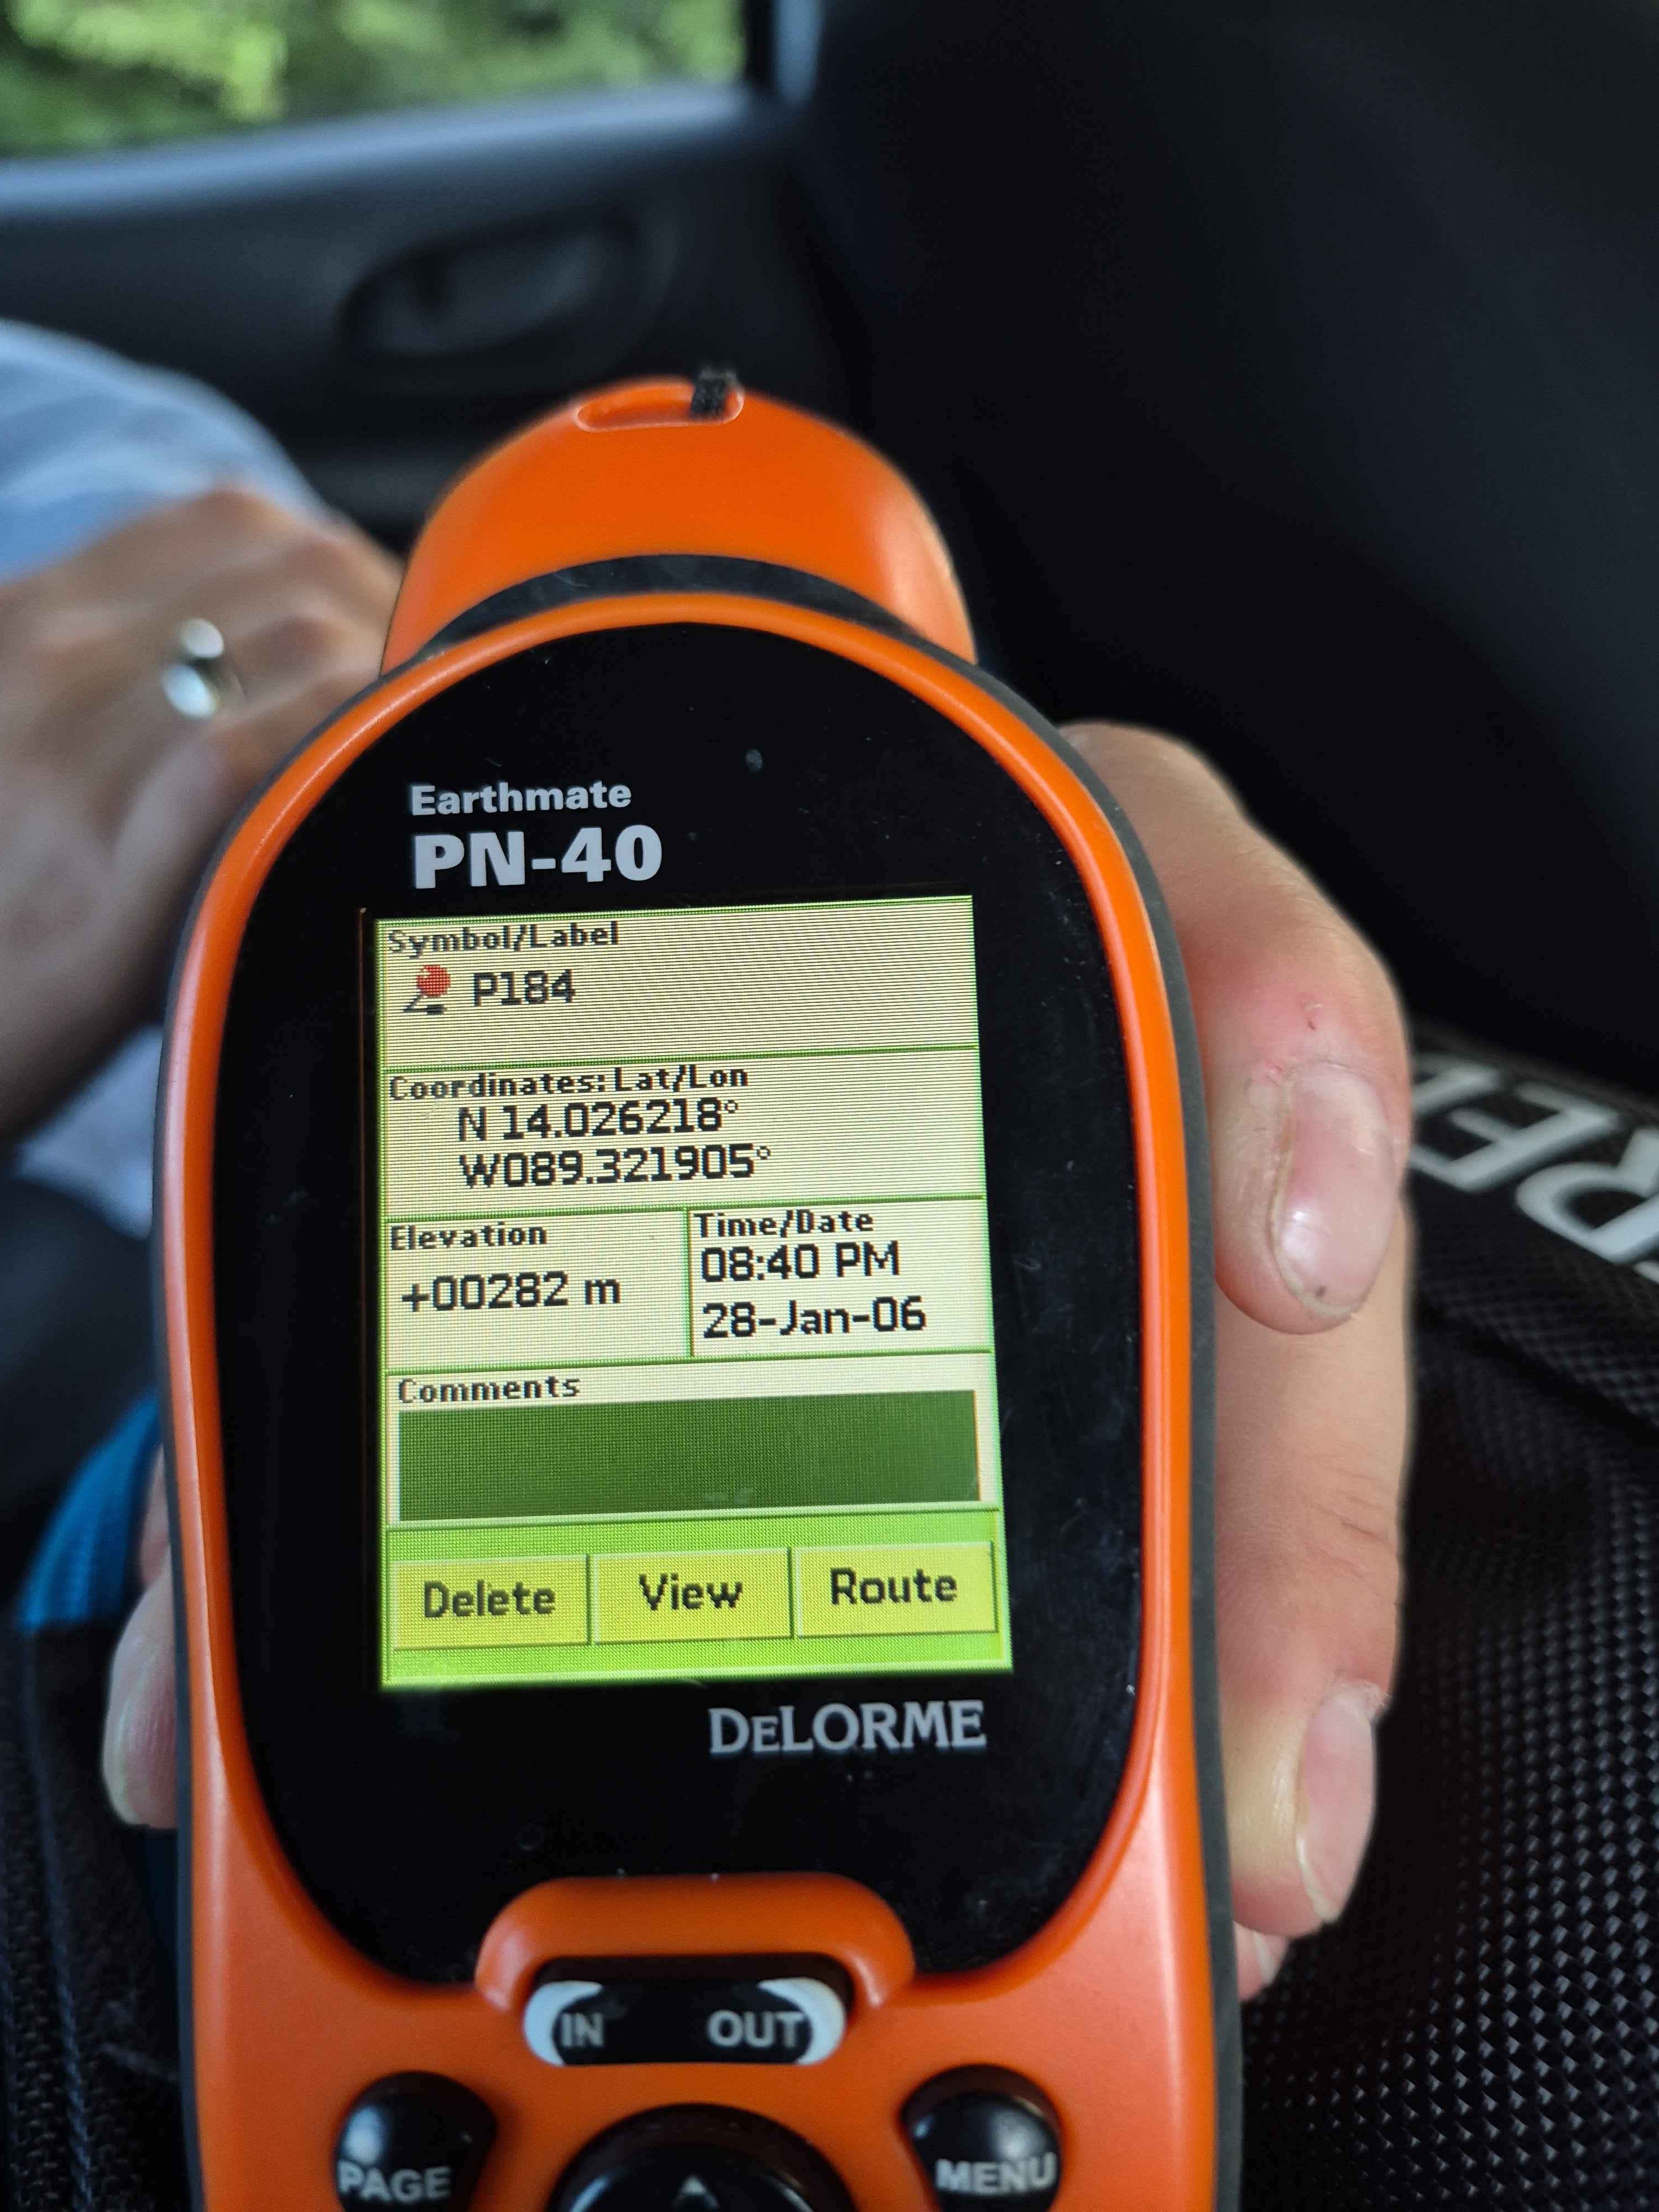 Earthmate
PN-40
Symbol/Label
P184
Coordinates: Lat/Lon
N 14.026218°
W089.321905°
Elevation
+00282 m
Time/Date
08:40 PM
28-Jan-06
Comments
Delete View Route
DELORME
IN OUT
PAGE MENU